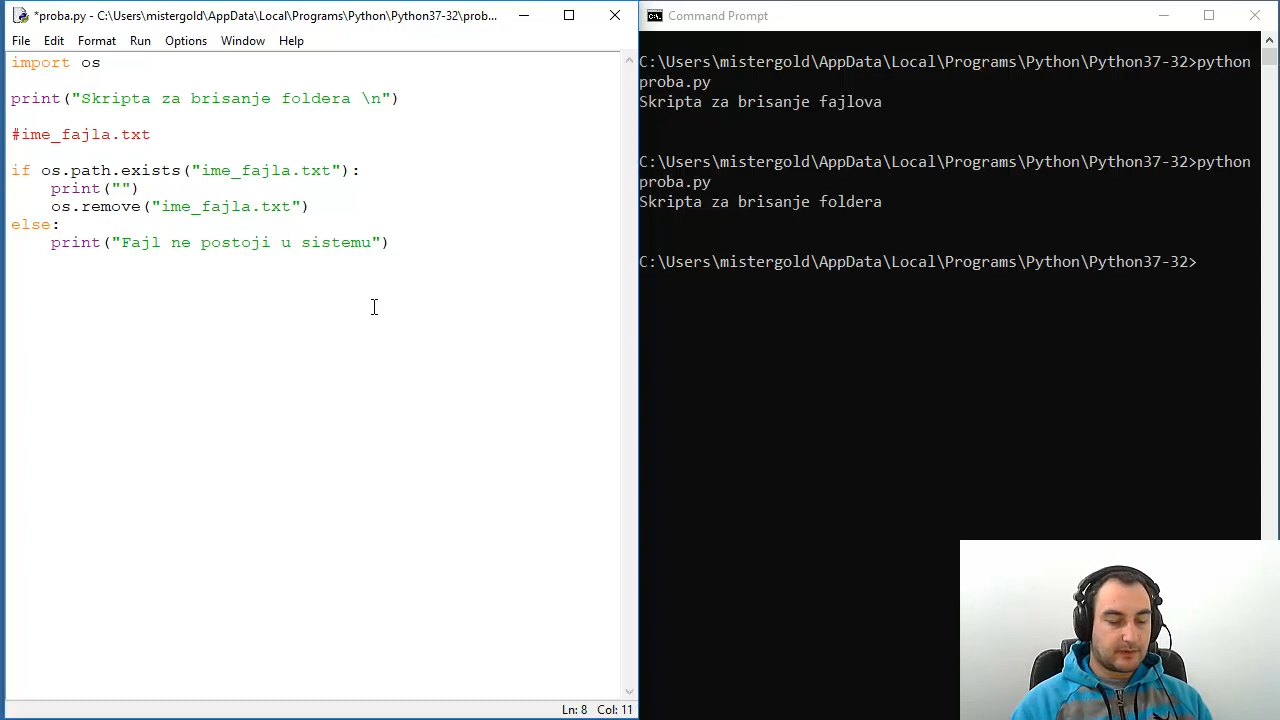 *proba.py - C:\Users\mistergold\AppData\Local\Programs\Python\Python37-32\prob...
File Edit Format Run Options Window Help
import os
print("Skripta za brisanje foldera \n")
#ime_fajla.txt
if os.path.exists("ime_fajla.txt"):
    print("")
    os.remove("ime_fajla.txt")
else:
    print("Fajl ne postoji u sistemu")
Ln: 8 Col: 11
Command Prompt
C:\Users\mistergold\AppData\Local\Programs\Python\Python37-32>python
proba.py
Skripta za brisanje fajlova
C:\Users\mistergold\AppData\Local\Programs\Python\Python37-32>python
proba.py
Skripta za brisanje foldera
C:\Users\mistergold\AppData\Local\Programs\Python\Python37-32>